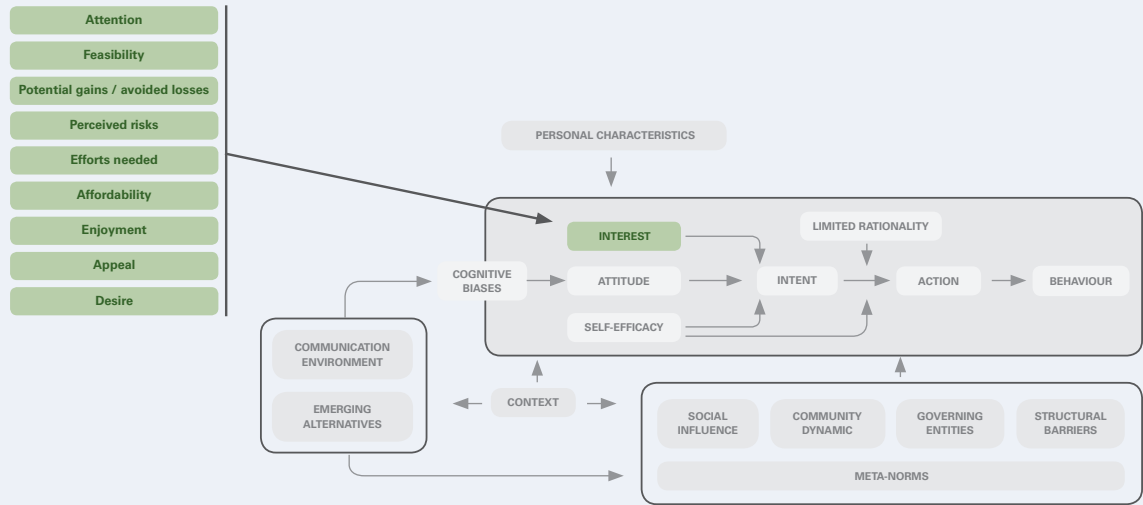 Attention
Feasibility
Potential gains / avoided losses
Perceived risks
Efforts needed
Affordability
Enjoyment
Appeal
Desire
PERSONAL CHARACTERISTICS
INTEREST
LIMITED RATIONALITY
COGNITIVE
BIASES
ATTITUDE
INTENT
ACTION
BEHAVIOUR
SELF-EFFICACY
COMMUNICATION
ENVIRONMENT
EMERGING
ALTERNATIVES
CONTEXT
SOCIAL
INFLUENCE
COMMUNITY
DYNAMIC
GOVERNING
ENTITIES
STRUCTURAL
BARRIERS
META-NORMS